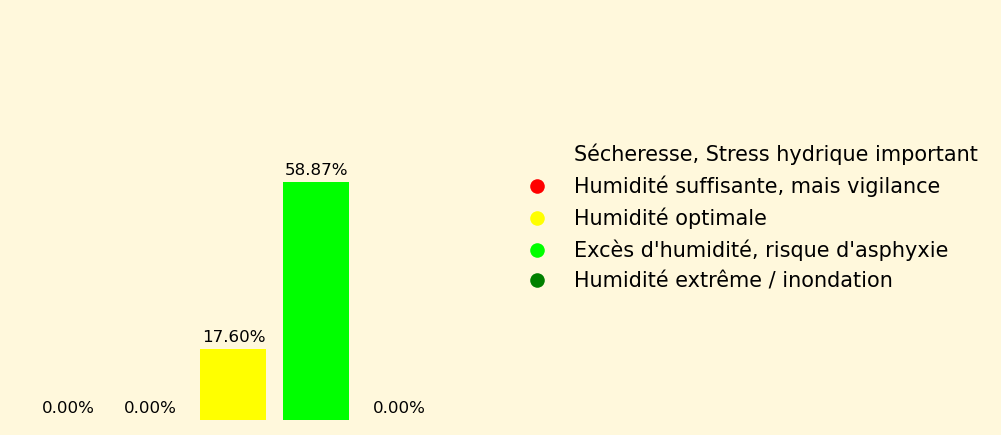 Sécheresse, Stress hydrique important
58.87%
Humidité suffisante, mais vigilance
Humidité optimale
Excès d'humidité, risque d'asphyxie
Humidité extrême / inondation
17.60%
0.00%
0.00%
0.00%